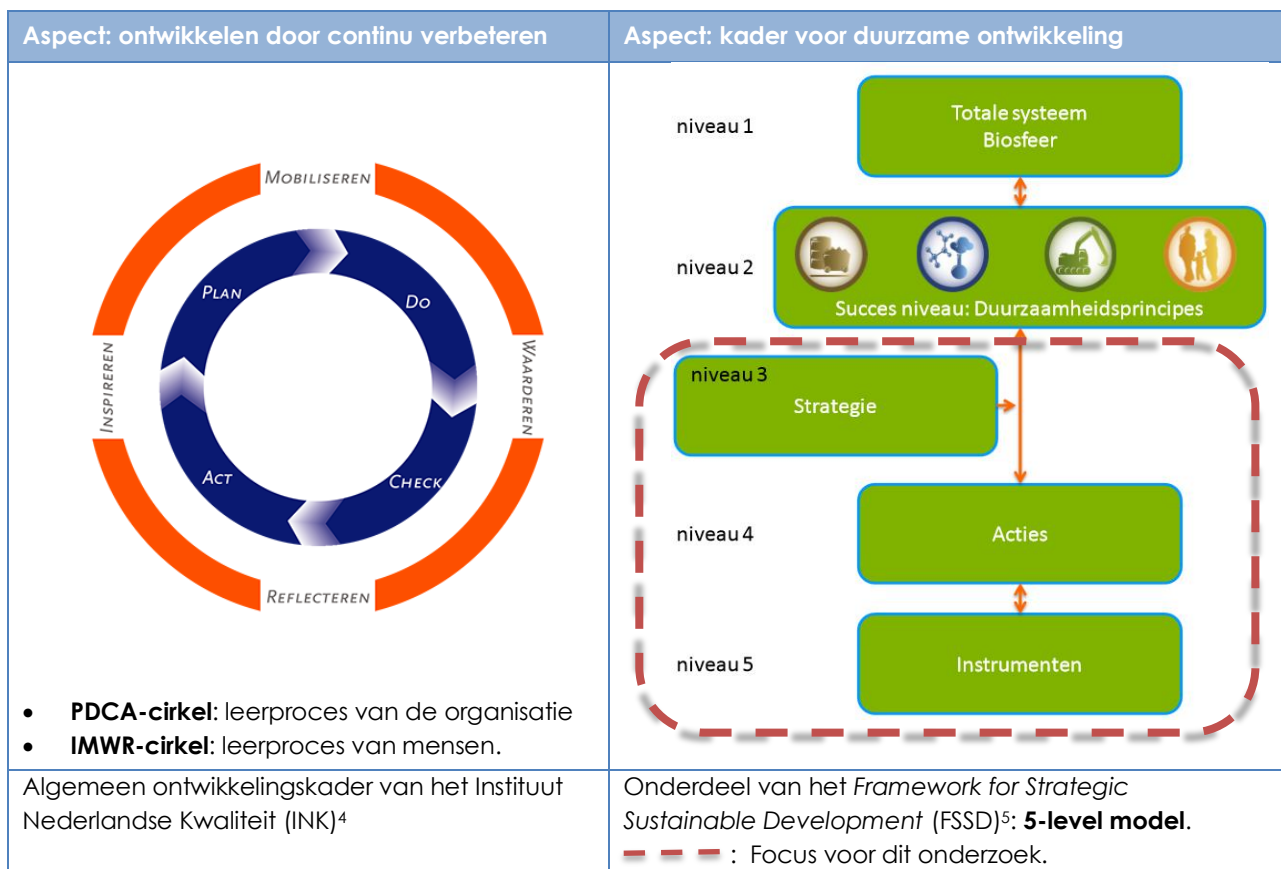 Aspect: ontwikkelen door continu verbeteren
MOBILISEREN
PLAN
DO
INSPIREREN
WAARDEREN
ACT
CHECK
REFLECTEREN
• PDCA-cirkel: leerproces van de organisatie
• IMWR-cirkel: leerproces van mensen.
Algemeen ontwikkelingskader van het Instituut
Nederlandse Kwaliteit (INK)⁴
Aspect: kader voor duurzame ontwikkeling
niveau 1
Totale systeem
Biosfeer
niveau 2
Succes niveau: Duurzaamheidsprincipes
niveau 3
Strategie
niveau 4
Acties
niveau 5
Instrumenten
Onderdeel van het Framework for Strategic
Sustainable Development (FSSD)⁵: 5-level model.
: Focus voor dit onderzoek.